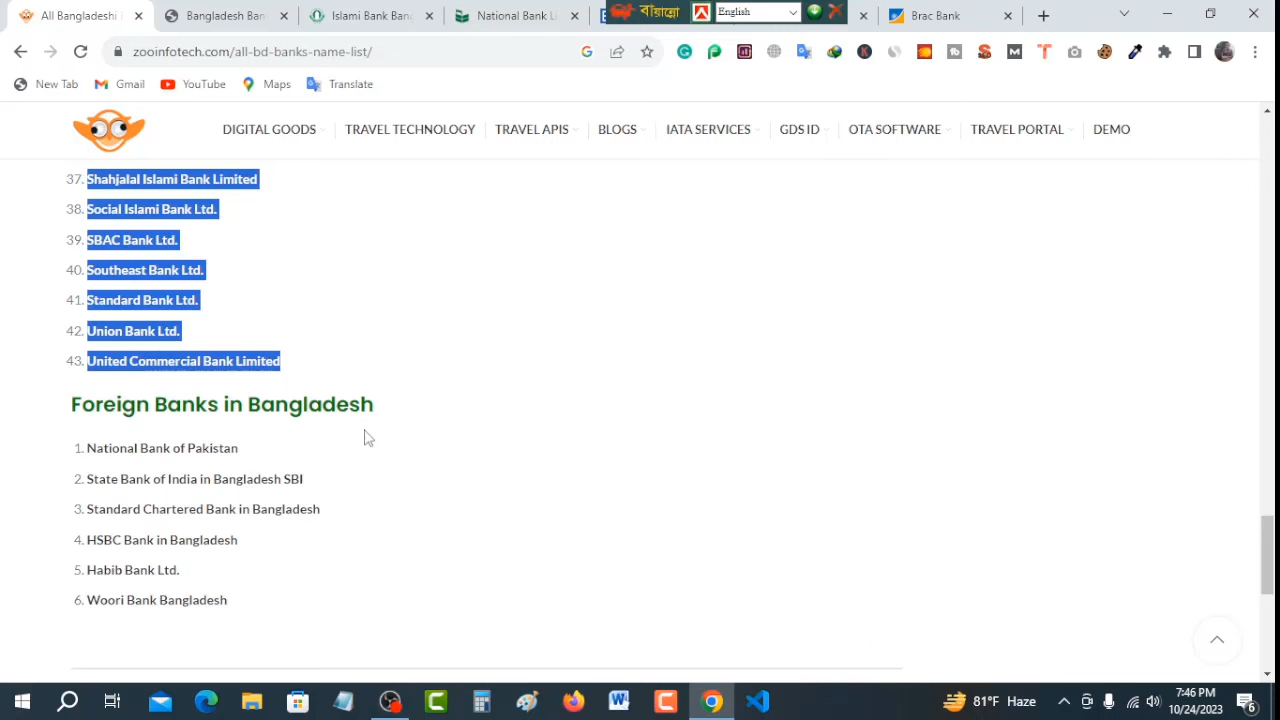 All Bangladeshi
Bangladesh Ban
Islami Bank Ban
National Bank Li
বায়ান্নো
English
Brac Bank
zooinfotech.com/all-bd-banks-name-list/
New Tab
Gmail
YouTube
Maps
Translate
DIGITAL GOODS
TRAVEL TECHNOLOGY
TRAVEL APIS
BLOGS
IATA SERVICES
GDS ID
OTA SOFTWARE
TRAVEL PORTAL
DEMO
37. Shahjalal Islami Bank Limited
38. Social Islami Bank Ltd.
39. SBAC Bank Ltd.
40. Southeast Bank Ltd.
41. Standard Bank Ltd.
42. Union Bank Ltd.
43. United Commercial Bank Limited
Foreign Banks in Bangladesh
1. National Bank of Pakistan
2. State Bank of India in Bangladesh SBI
3. Standard Chartered Bank in Bangladesh
4. HSBC Bank in Bangladesh
5. Habib Bank Ltd.
6. Woori Bank Bangladesh
81°F Haze
7:46 PM
10/24/2023
6